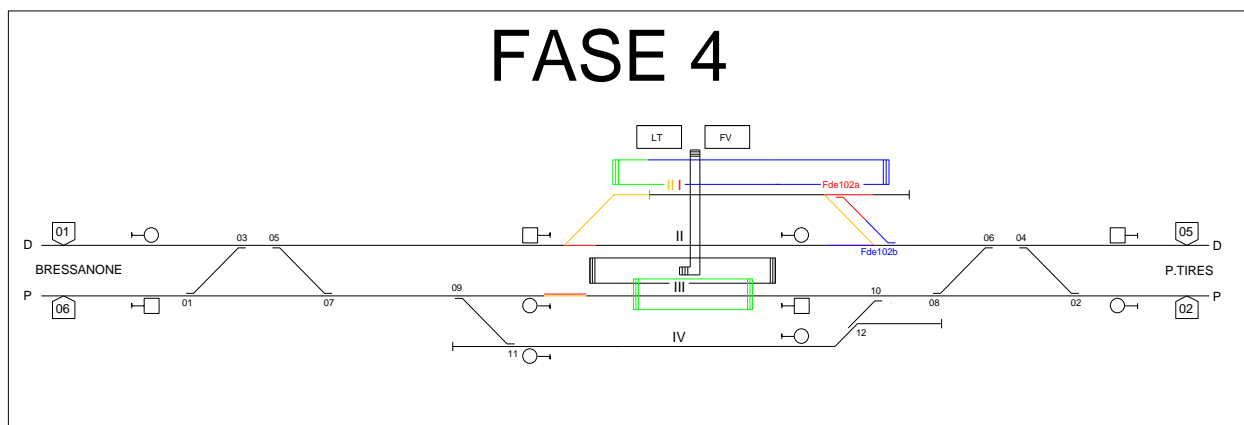 FASE 4
LT FV
II I Fde102a
01 03 05 II 06 04 05
D D
Fde102b
BRESSANONE P.TIRES
III
P P
06 01 07 09 10 08 02 02
12
IV
11